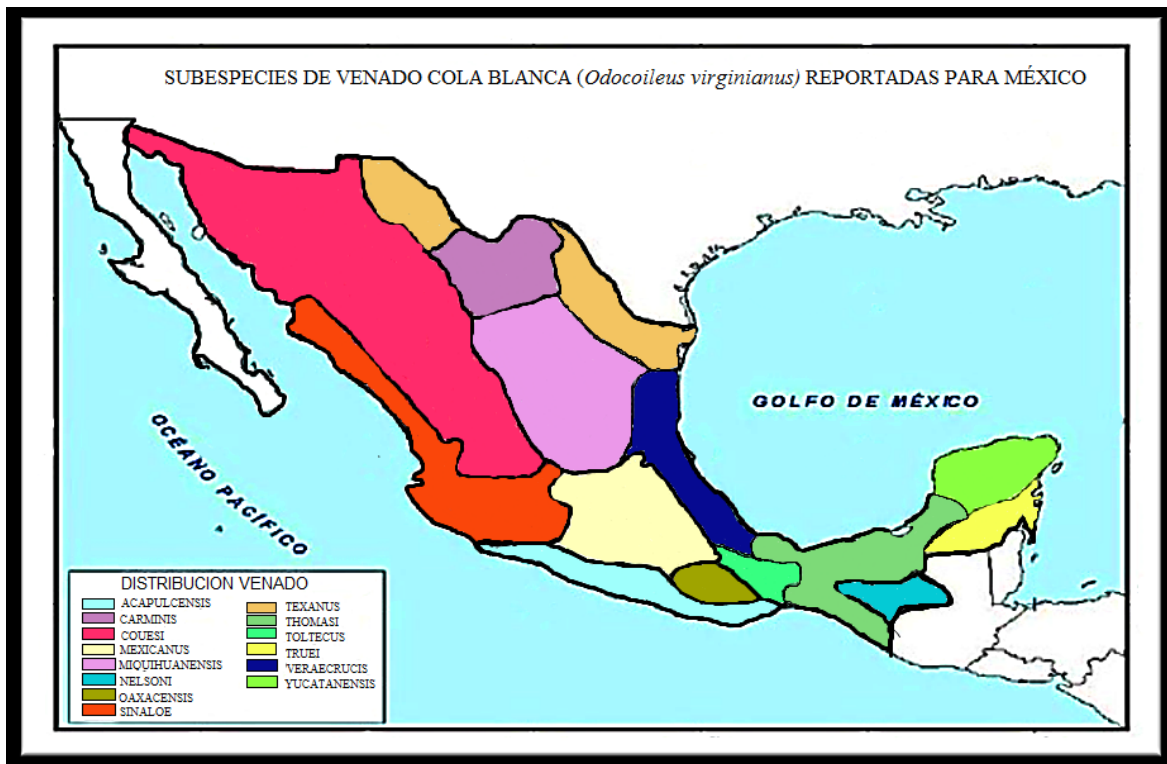 SUBESPECIES DE VENADO COLA BLANCA (Odocoileus virginianus) REPORTADAS PARA MÉXICO
GOLFO DE MÉXICO
OCÉANO PACÍFICO
DISTRIBUCION VENADO
ACAPULCENSIS
CARMINIS
COUESI
MEXICANUS
MIQUIHUANENSIS
NELSONI
OAXACENSIS
SINALOE
TEXANUS
THOMASI
TOLTECUS
TRUEI
VERAECRUCIS
YUCATANENSIS